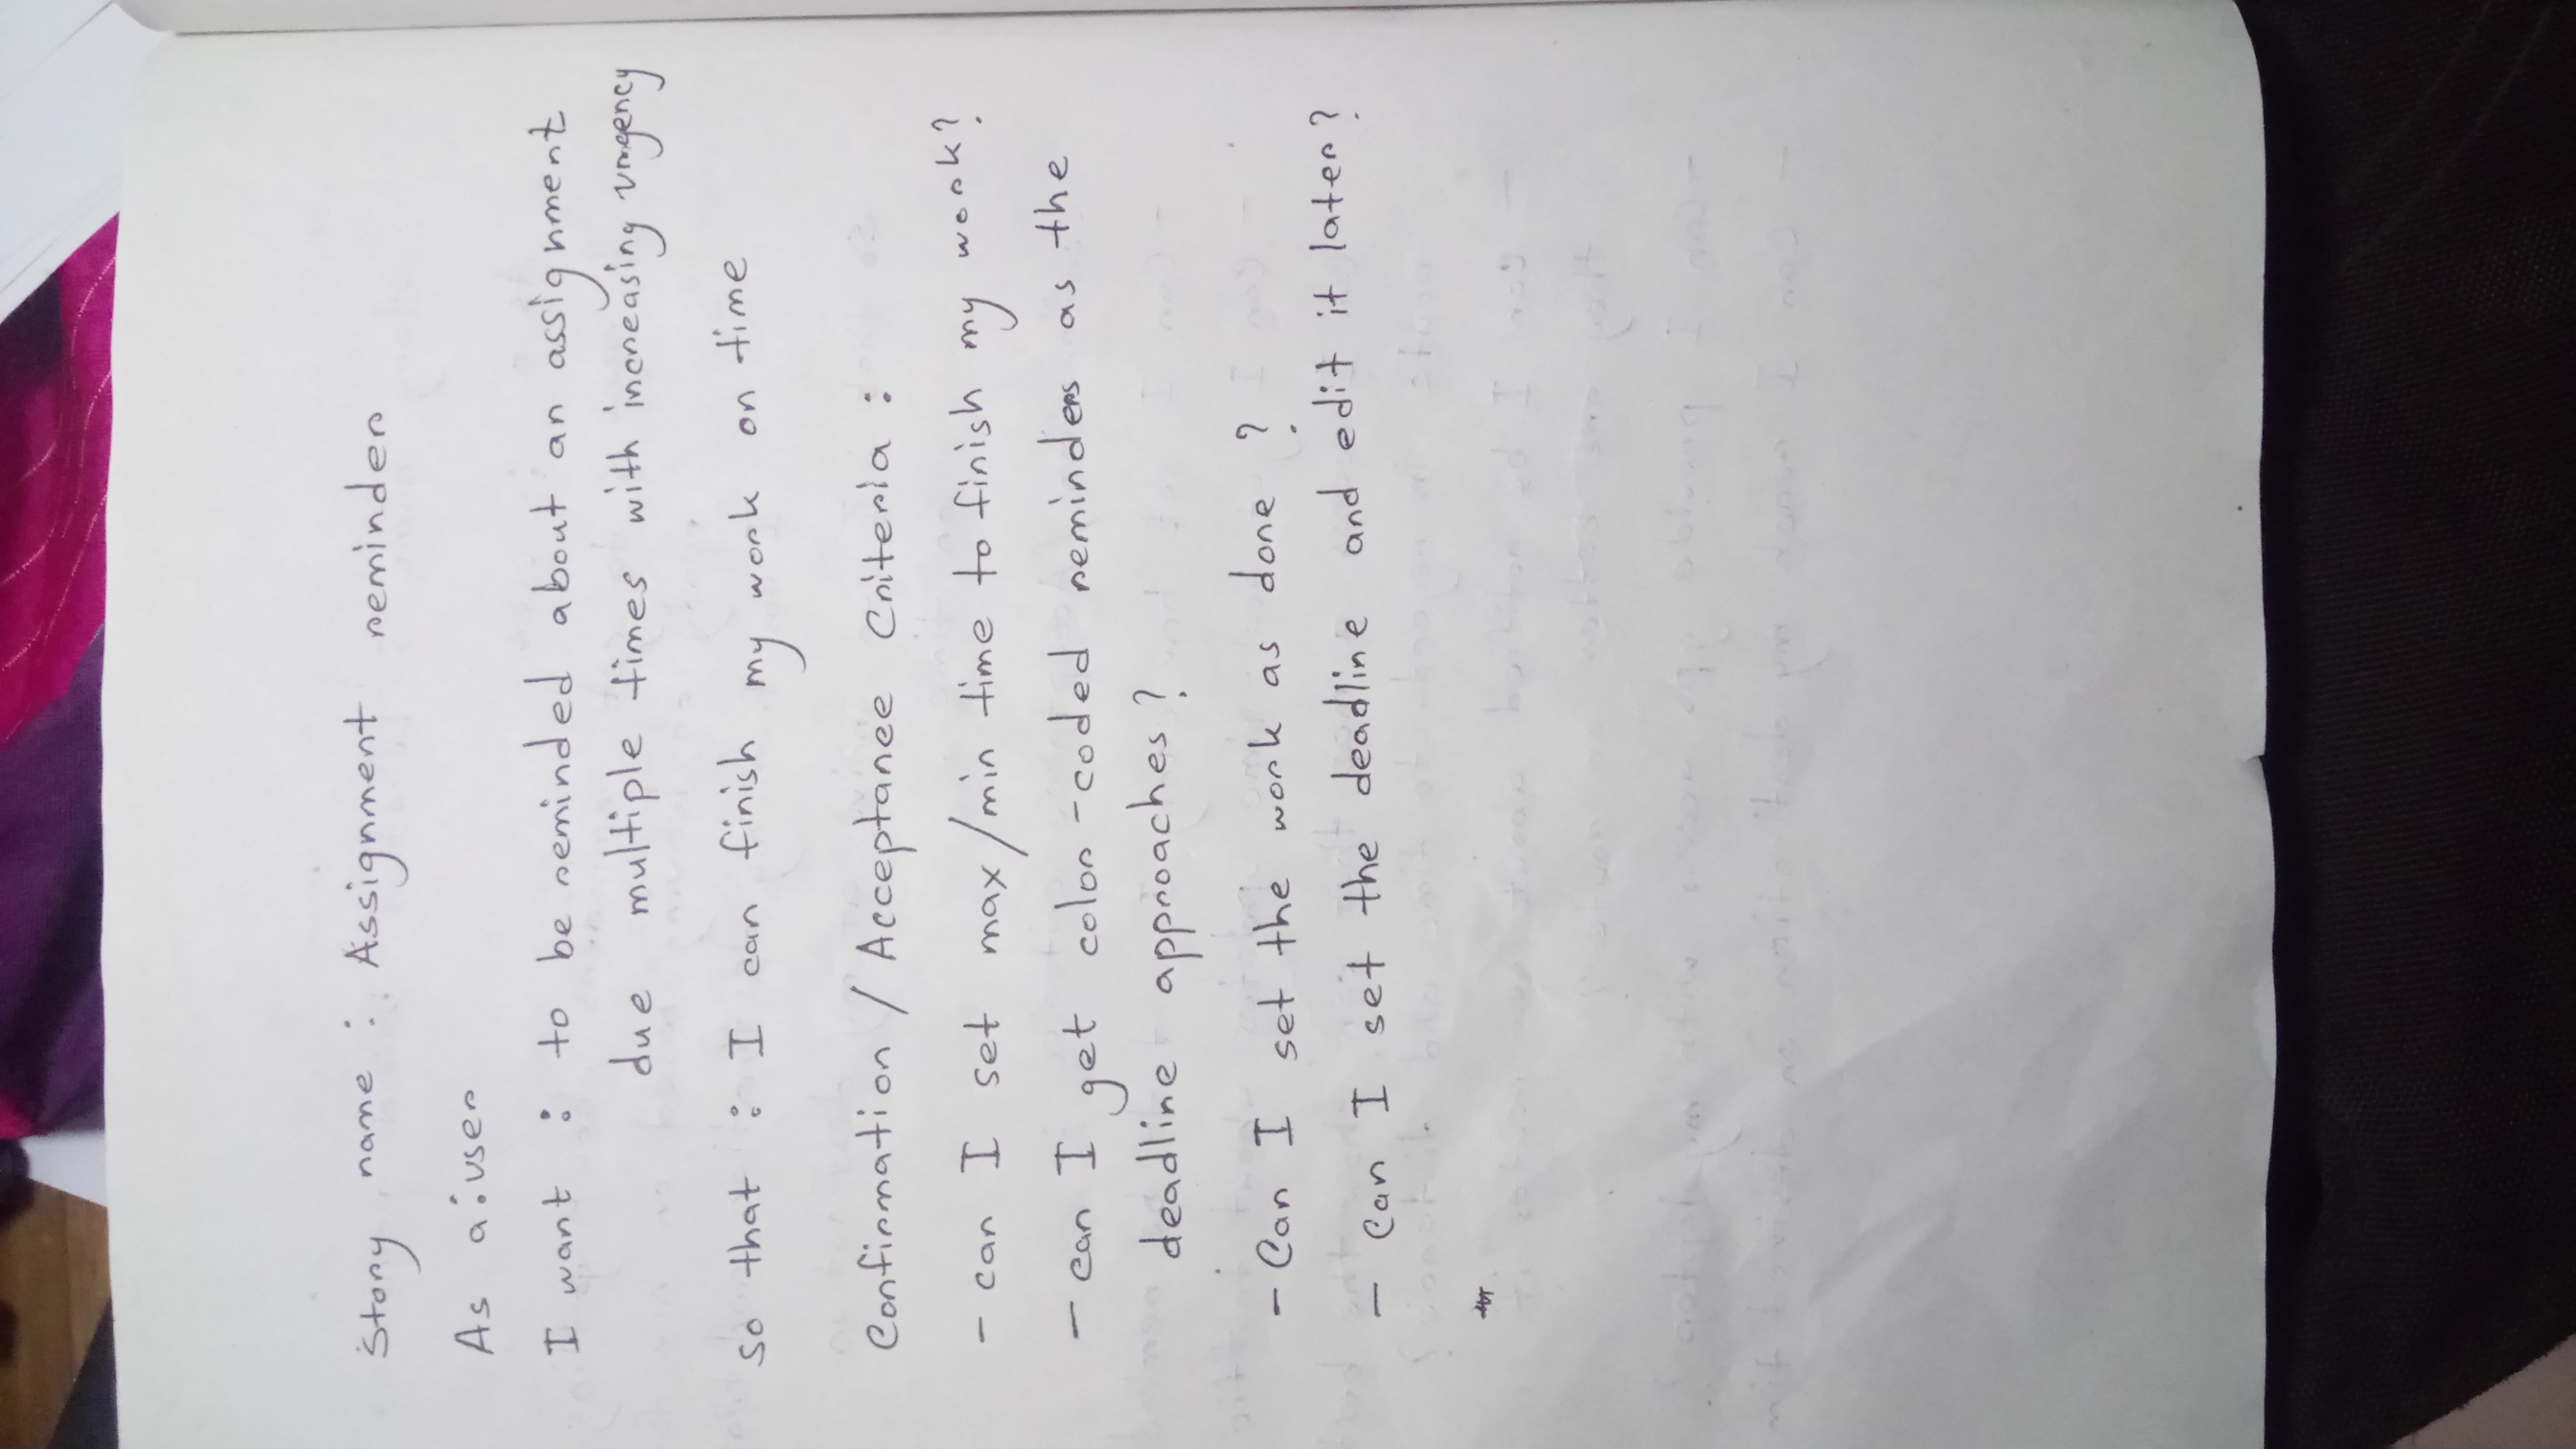 Story name : Assignment reminder
As a : user
I want : to be reminded about an assignment
due multiple times with increasing urgency
so that : I can finish my work on time
Confirmation / Acceptance Criteria :
- can I set max/min time to finish my work?
- can I get color-coded reminders as the
deadline approaches?
- Can I set the work as done ?
- Can I set the deadline and edit it later?